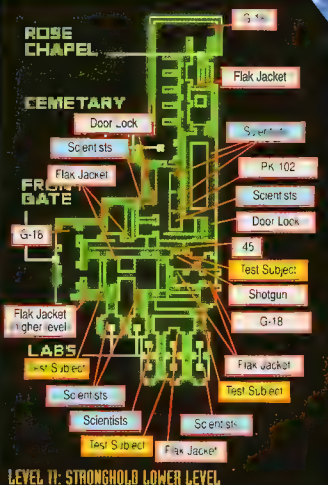 ROSE
CHAPEL
Flak Jacket
CEMETARY
Door Lock
Scientists
Scientists
Flak Jacket
PK-102
Scientists
FRONT
GATE
Door Lock
G-18
45
Test Subject
Shotgun
G-18
Flak Jacket
higher level
LABS
Flak Jacket
Test Subject
Test Subject
Scientists
Scientists
Scientists
Test Subject
Flak Jacket
LEVEL 11: STRONGHOLD LOWER LEVEL